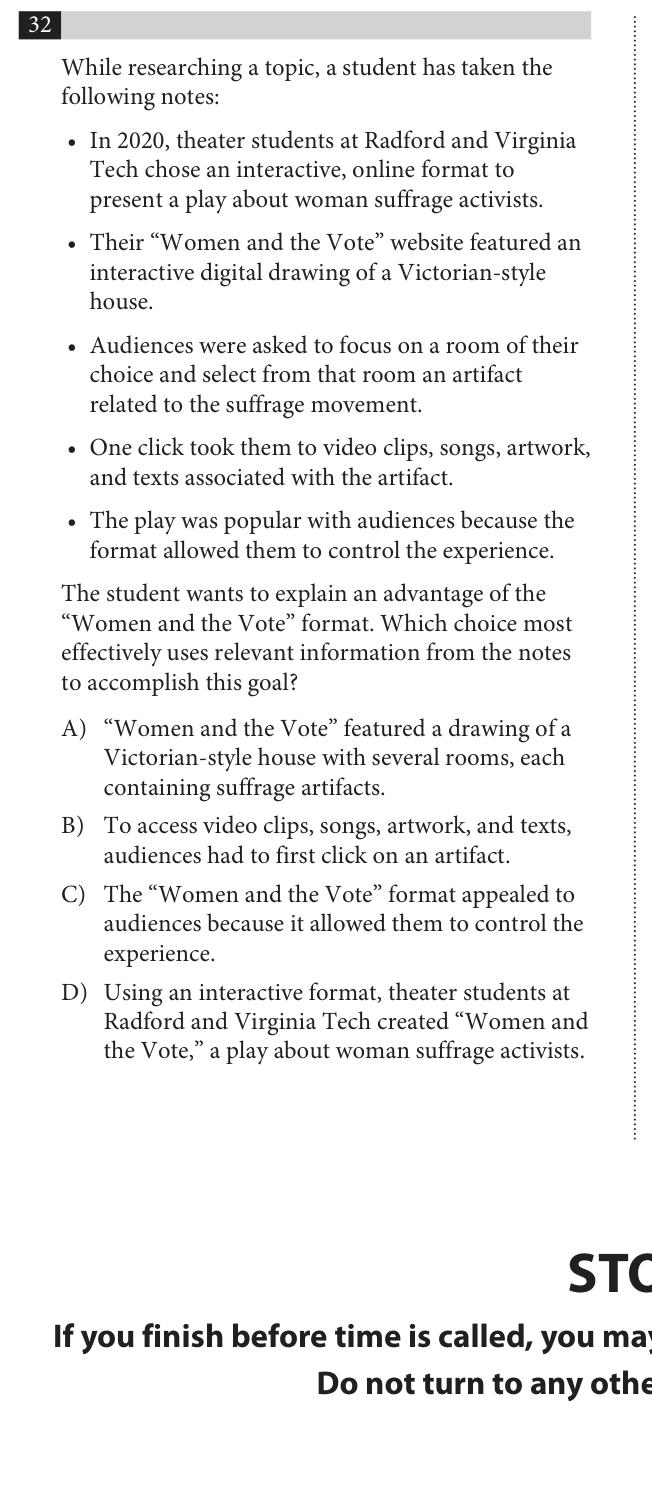 32
While researching a topic, a student has taken the
following notes:
• In 2020, theater students at Radford and Virginia
Tech chose an interactive, online format to
present a play about woman suffrage activists.
• Their “Women and the Vote” website featured an
interactive digital drawing of a Victorian-style
house.
• Audiences were asked to focus on a room of their
choice and select from that room an artifact
related to the suffrage movement.
• One click took them to video clips, songs, artwork,
and texts associated with the artifact.
• The play was popular with audiences because the
format allowed them to control the experience.
The student wants to explain an advantage of the
“Women and the Vote” format. Which choice most
effectively uses relevant information from the notes
to accomplish this goal?
A) “Women and the Vote” featured a drawing of a
Victorian-style house with several rooms, each
containing suffrage artifacts.
B) To access video clips, songs, artwork, and texts,
audiences had to first click on an artifact.
C) The “Women and the Vote” format appealed to
audiences because it allowed them to control the
experience.
D) Using an interactive format, theater students at
Radford and Virginia Tech created “Women and
the Vote,” a play about woman suffrage activists.
STO
If you finish before time is called, you may
Do not turn to any othe